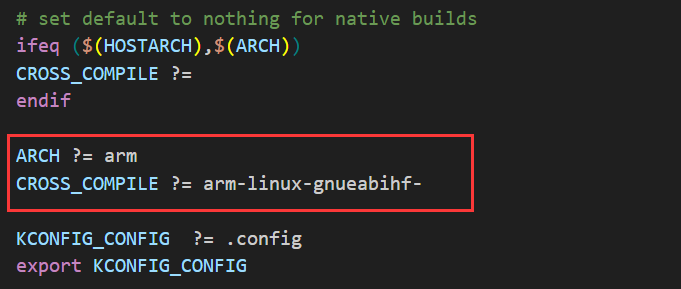 # set default to nothing for native builds
ifeq ($(HOSTARCH),$(ARCH))
CROSS_COMPILE ?=
endif
ARCH ?= arm
CROSS_COMPILE ?= arm-linux-gnueabihf-
KCONFIG_CONFIG  ?= .config
export KCONFIG_CONFIG